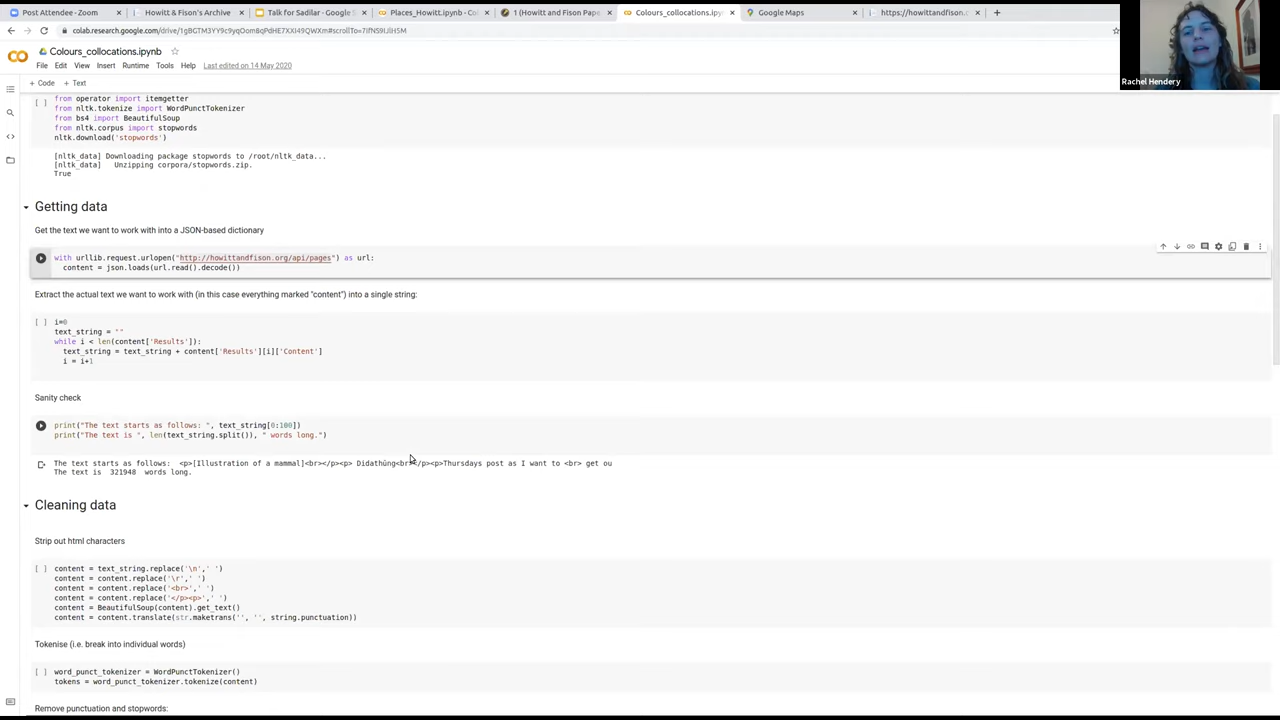 Post Attendee - Zoom
Howitt & Fison's Archive
Talk for Sadilar - Google S
Places_Howitt.ipynb - Col
1 (Howitt and Fison Pape
Colours_collocations.ipyn
Google Maps
https://howittandfison.c
colab.research.google.com/drive/
Colours_collocations.ipynb
File Edit View Insert Runtime Tools Help Last edited on 14 May 2020
+ Code + Text
Rachel Hendery
from operator import itemgetter
from nltk.tokenize import WordPunctTokenizer
from bs4 import BeautifulSoup
from nltk.corpus import stopwords
nltk.download('stopwords')
[nltk_data] Downloading package stopwords to /root/nltk_data...
[nltk_data]   Unzipping corpora/stopwords.zip.
True
Getting data
Get the text we want to work with into a JSON-based dictionary
with urllib.request.urlopen("http://howittandfison.org/api/pages") as url:
content = json.loads(url.read().decode())
Extract the actual text we want to work with (in this case everything marked "content") into a single string:
[ ] i=0
text_string = ""
while i < len(content['Results']):
text_string = text_string + content['Results'][i]['Content']
i = i+1
Sanity check
print("The text starts as follows: ", text_string[0:100])
print("The text is ", len(text_string.split()), " words long.")
The text starts as follows:  <p>[Illustration of a mammal]<br></p><p> Didathúng<br></p><p>Thursdays post as I want to <br> get ou
The text is  321948  words long.
Cleaning data
Strip out html characters
[ ] content = text_string.replace('\n',' ')
content = content.replace('\r',' ')
content = content.replace('<br>',' ')
content = content.replace('</p><p>',' ')
content = BeautifulSoup(content).get_text()
content = content.translate(str.maketrans('', '', string.punctuation))
Tokenise (i.e. break into individual words)
[ ] word_punct_tokenizer = WordPunctTokenizer()
tokens = word_punct_tokenizer.tokenize(content)
Remove punctuation and stopwords: